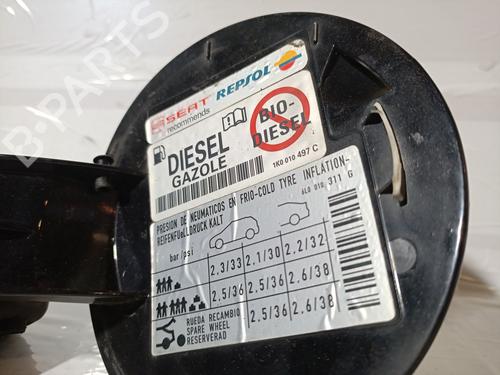 SEAT REPSOL
recommends
DIESEL
GAZOLE
BIO-
DIESEL
1K0 010 497 C
PRESION DE NEUMATICOS EN FRIO-COLD TYRE INFLATION-
REIFENFÜLLDRUCK KALT
6L0 010 311 G
bar/psi
2.3/33 2.1/30 2.2/32
2.5/36 2.5/36 2.6/38
RUEDA RECAMBIO
SPARE WHEEL
RESERVERAD
2.5/36 2.6/38
B-PARTS